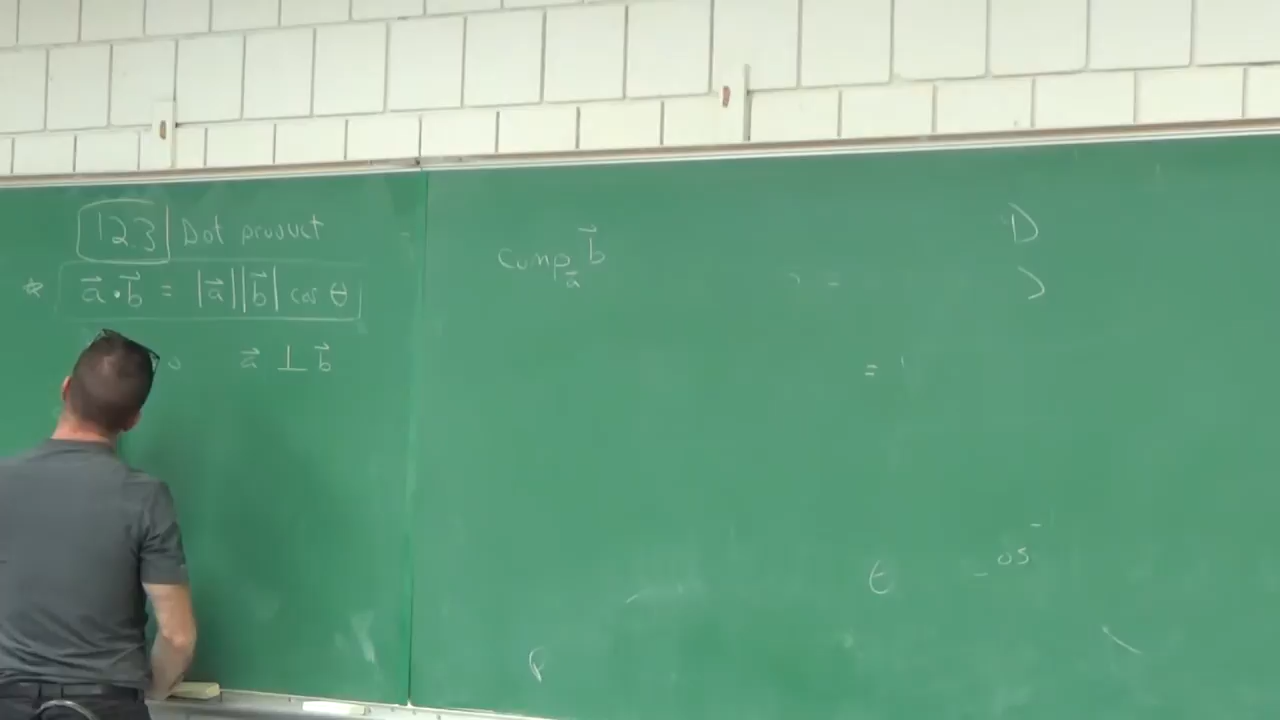 12.3 Dot product
* a⃗ • b⃗ = |a⃗||b⃗| cos θ
a⃗ ⊥ b⃗
comp_a⃗ b⃗